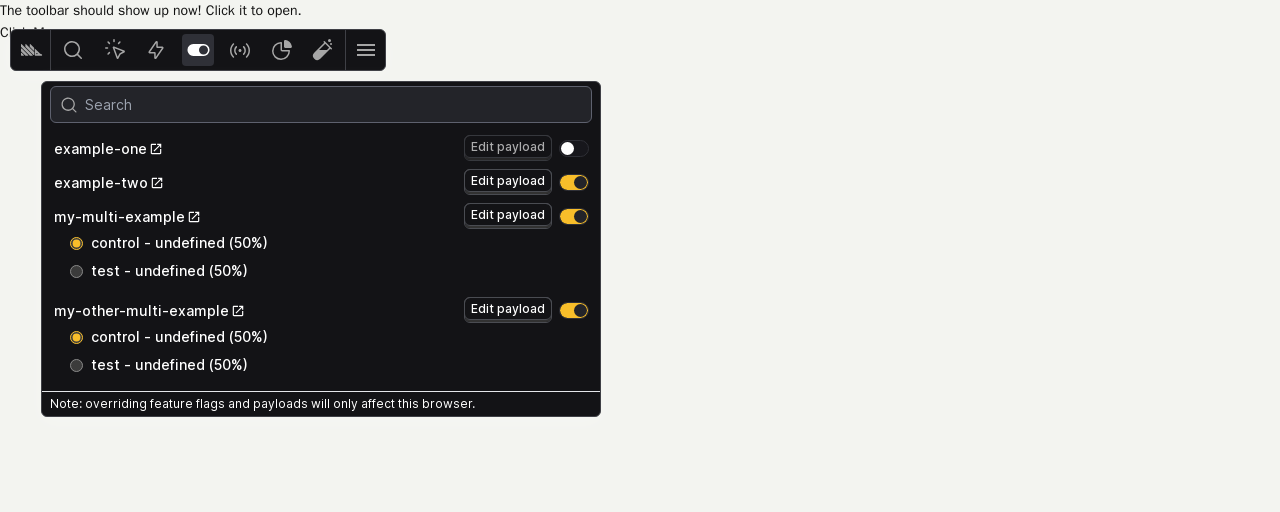 The toolbar should show up now! Click it to open.
Search
example-one
Edit payload
example-two
Edit payload
my-multi-example
Edit payload
control - undefined (50%)
test - undefined (50%)
my-other-multi-example
Edit payload
control - undefined (50%)
test - undefined (50%)
Note: overriding feature flags and payloads will only affect this browser.